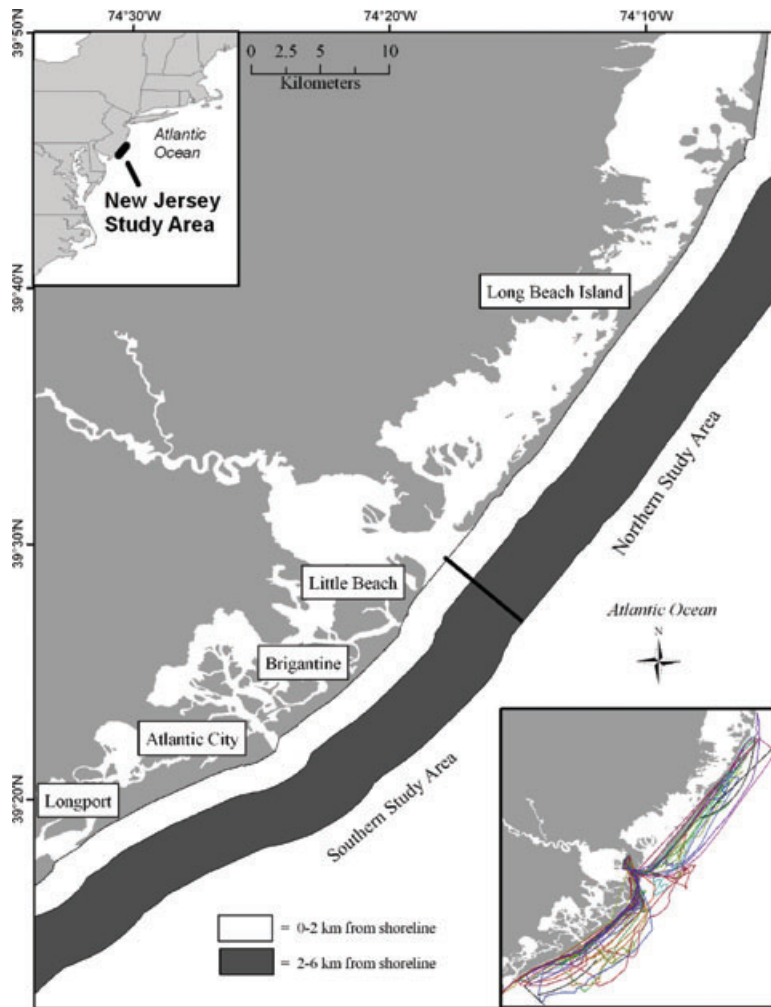 74°30'W
74°20'W
74°10'W
39°50'N
0 2.5 5 10
Kilometers
Atlantic
Ocean
New Jersey
Study Area
39°40'N
Long Beach Island
Northern Study Area
39°30'N
Little Beach
Atlantic Ocean
N
Brigantine
Atlantic City
Southern Study Area
39°20'N
Longport
= 0-2 km from shoreline
= 2-6 km from shoreline